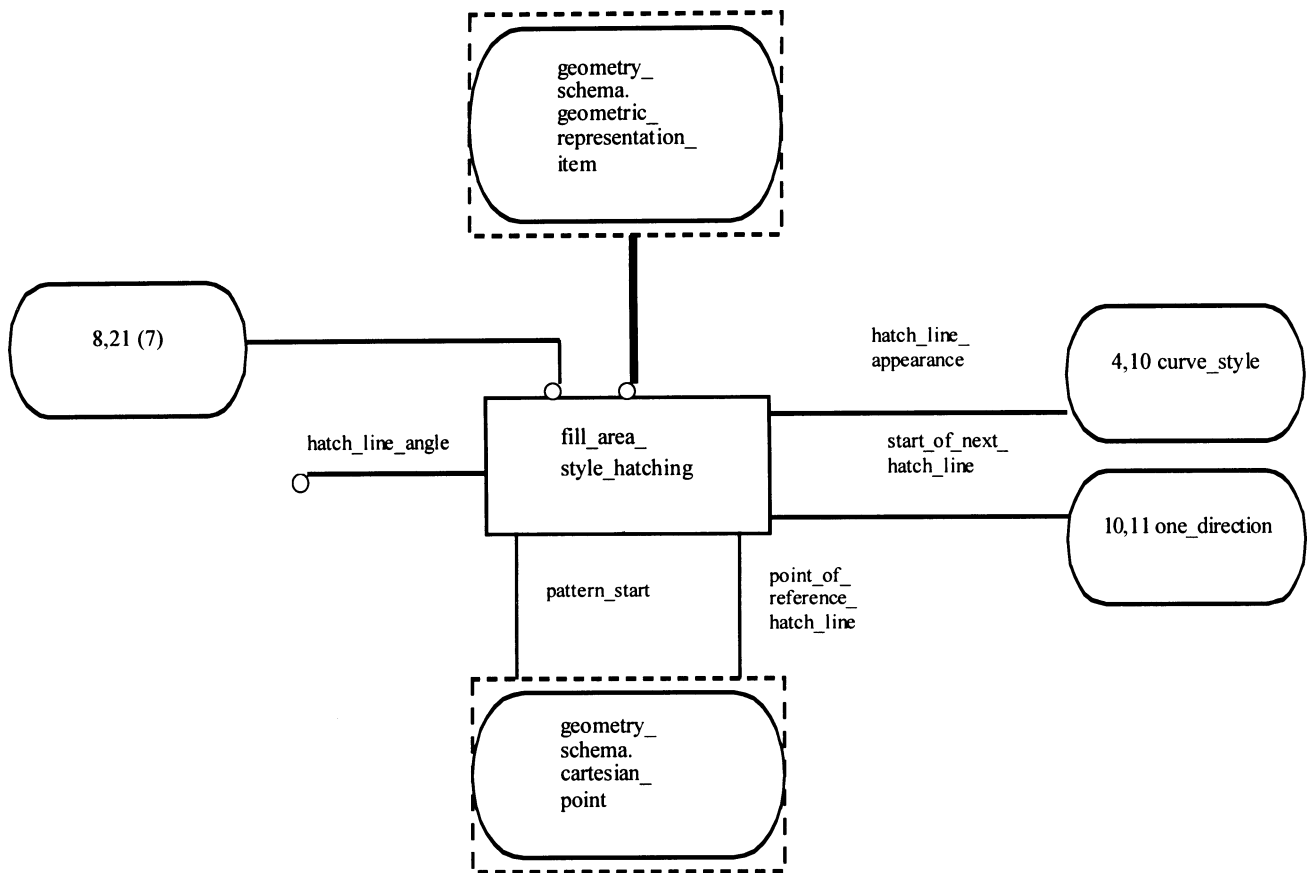 geometry_
schema.
geometric_
representation_
item
8,21 (7)
hatch_line_
appearance
4,10 curve_style
hatch_line_angle
fill_area_
style_hatching
start_of_next_
hatch_line
10,11 one_direction
pattern_start
point_of_
reference_
hatch_line
geometry_
schema.
cartesian_
point